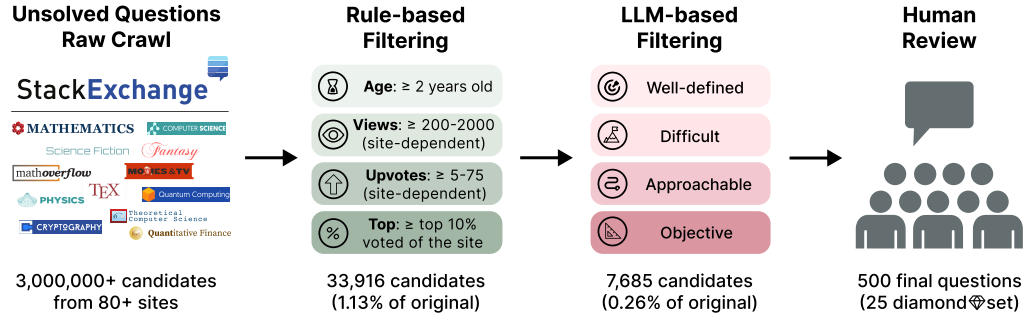 Unsolved Questions
Raw Crawl
StackExchange
MATHEMATICS
COMPUTER SCIENCE
Science Fiction
Fantasy
mathoverflow
MOVIES & TV
PHYSICS
TEX
Quantum Computing
Theoretical
Computer Science
CRYPTOGRAPHY
Quantitative Finance
3,000,000+ candidates
from 80+ sites
Rule-based
Filtering
Age: ≥ 2 years old
Views: ≥ 200-2000
(site-dependent)
Upvotes: ≥ 5-75
(site-dependent)
%
Top: ≥ top 10%
voted of the site
33,916 candidates
(1.13% of original)
LLM-based
Filtering
Well-defined
Difficult
Approachable
Objective
7,685 candidates
(0.26% of original)
Human
Review
500 final questions
(25 diamond💎set)